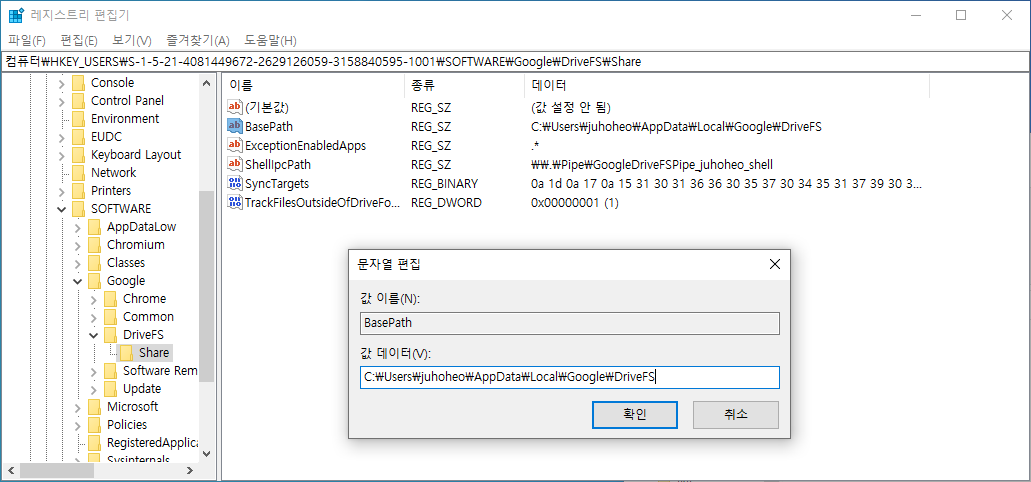 레지스트리 편집기
파일(F) 편집(E) 보기(V) 즐겨찾기(A) 도움말(H)
컴퓨터₩HKEY_USERS₩S-1-5-21-4081449672-2629126059-3158840595-1001₩SOFTWARE₩Google₩DriveFS₩Share
Console
Control Panel
Environment
EUDC
Keyboard Layout
Network
Printers
SOFTWARE
AppDataLow
Chromium
Classes
Google
Chrome
Common
DriveFS
Share
Software Rem
Update
Microsoft
Policies
RegisteredApplica
Sysinternals
이름 종류 데이터
(기본값) REG_SZ (값 설정 안 됨)
BasePath REG_SZ C:₩Users₩juhoheo₩AppData₩Local₩Google₩DriveFS
ExceptionEnabledApps REG_SZ .*
ShellIpcPath REG_SZ ₩₩.₩Pipe₩GoogleDriveFSPipe_juhoheo_shell
SyncTargets REG_BINARY 0a 1d 0a 17 0a 15 31 30 31 36 36 30 35 37 30 34 35 31 37 39 30 3...
TrackFilesOutsideOfDriveFo... REG_DWORD 0x00000001 (1)
문자열 편집
값 이름(N):
BasePath
값 데이터(V):
C:₩Users₩juhoheo₩AppData₩Local₩Google₩DriveFS
확인 취소